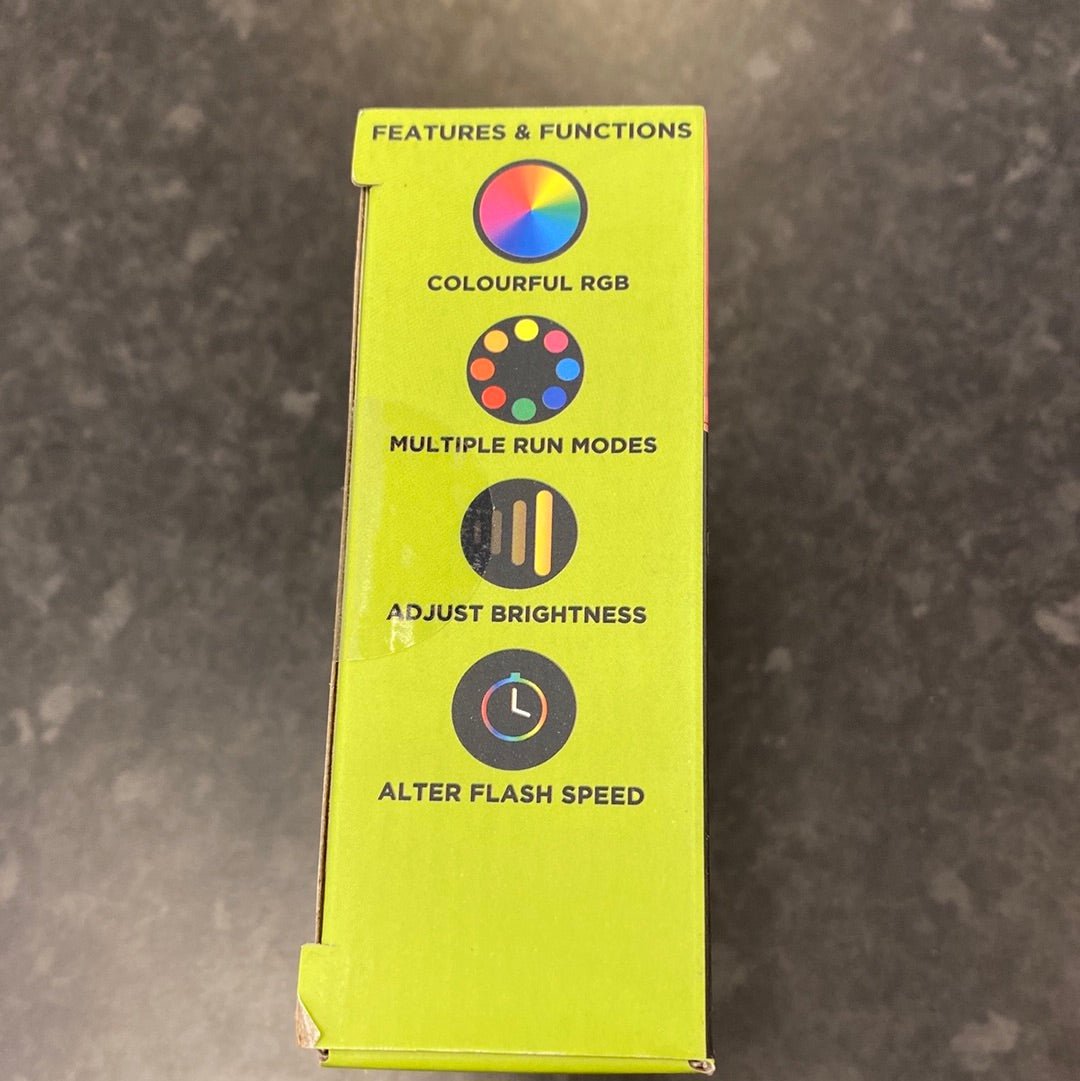 FEATURES & FUNCTIONS
COLOURFUL RGB
MULTIPLE RUN MODES
ADJUST BRIGHTNESS
ALTER FLASH SPEED